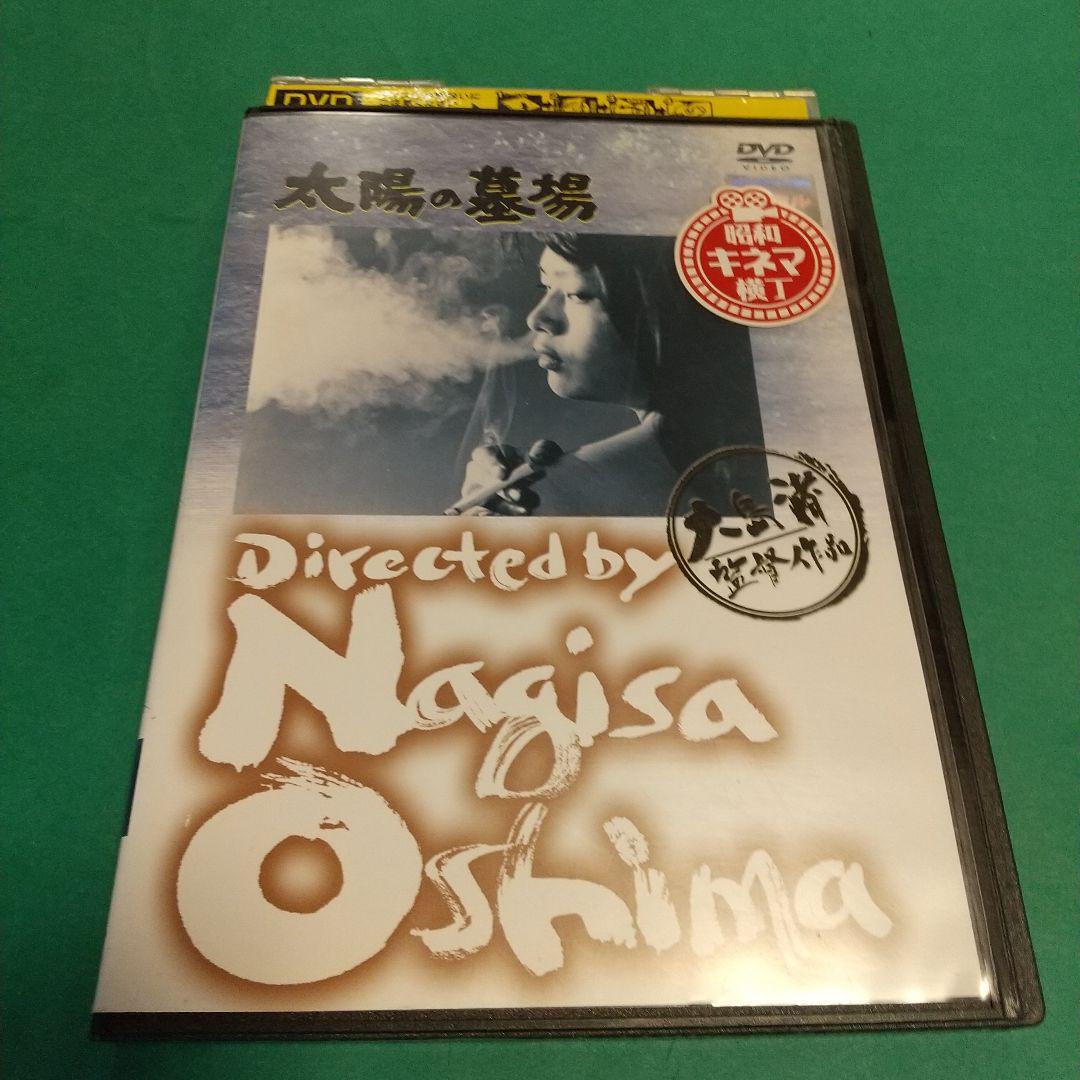 DVD
DVD
VIDEO
太陽の墓場
昭和
キネマ
横丁
大島渚
監督作品
Directed by
Nagisa
Oshima